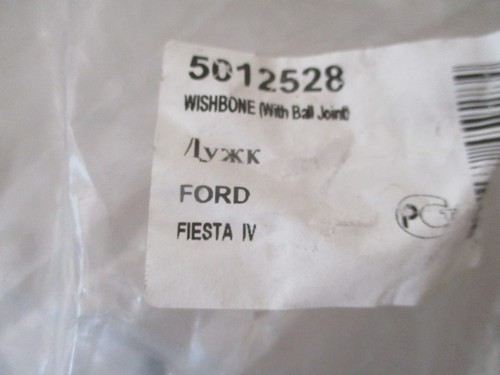 5012528
WISHBONE (With Ball Joint)
Лужк
FORD
FIESTA IV